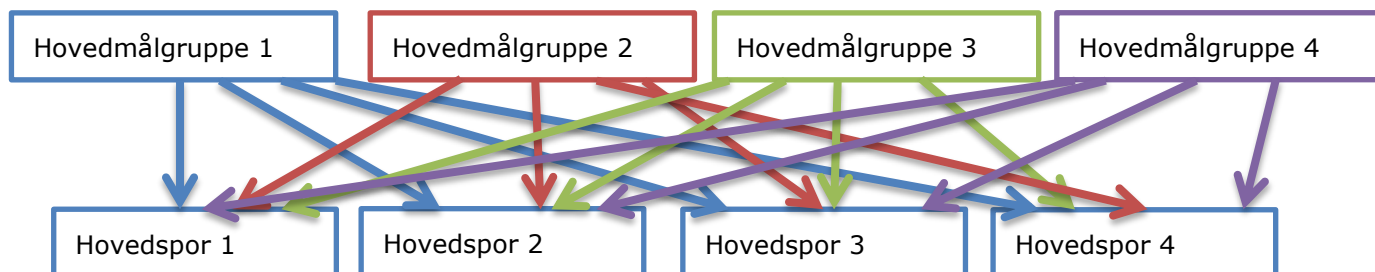 Hovedmålgruppe 1
Hovedmålgruppe 2
Hovedmålgruppe 3
Hovedmålgruppe 4
Hovedspor 1
Hovedspor 2
Hovedspor 3
Hovedspor 4